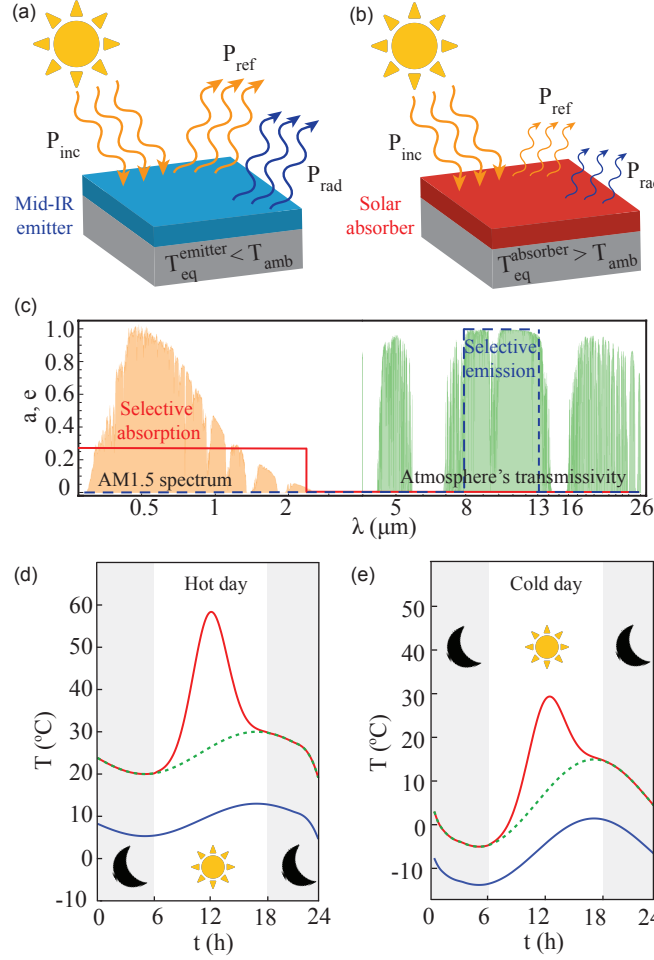 (a)
P_ref
P_inc
P_rad
Mid-IR
emitter
T_eq^emitter < T_amb
(b)
P_ref
P_inc
P_ra
Solar
absorber
T_eq^absorber > T_amb
(c)
a, e
1.0
0.8
0.6
0.4
0.2
0
Selective
absorption
AM1.5 spectrum
Selective
emission
Atmosphere's transmissivity
0.5 1 2 5 8 13 16 26
λ (μm)
(d)
Hot day
T (ºC)
60
50
40
30
20
10
0
-10
0 6 12 18 24
t (h)
(e)
Cold day
T (ºC)
50
40
30
20
10
0
-10
0 6 12 18 24
t (h)